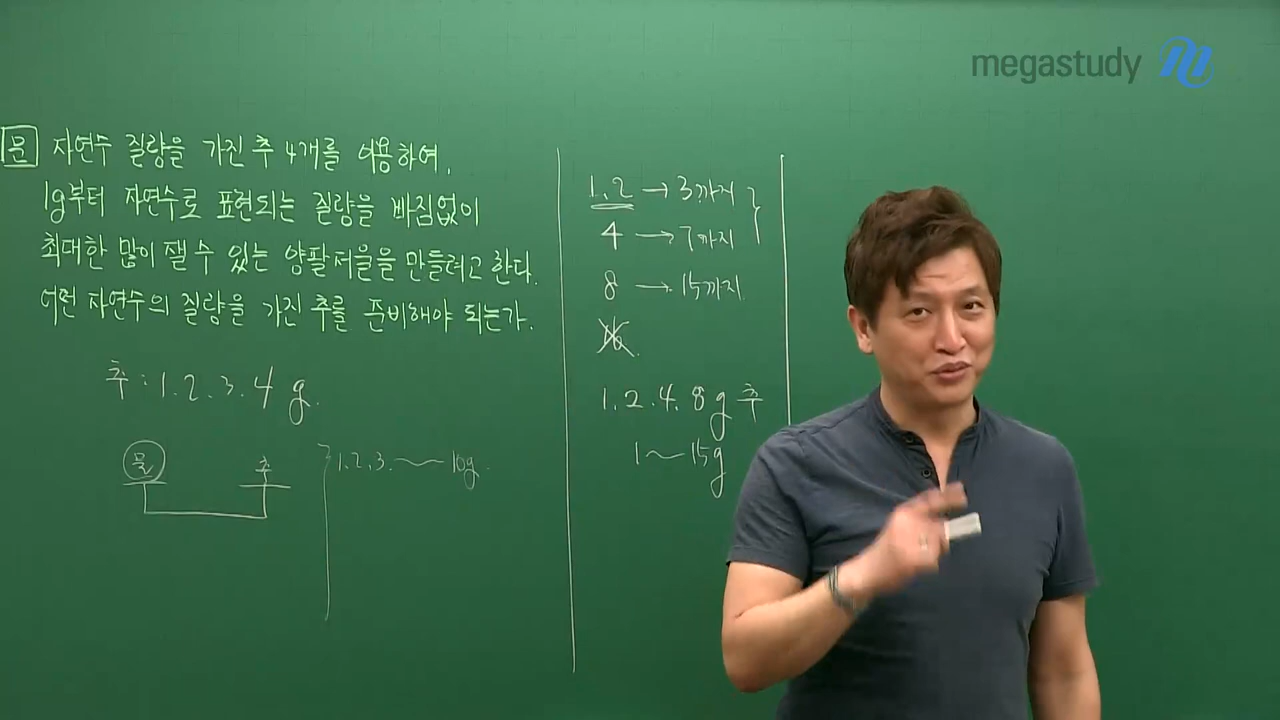 megastudy
문 자연수 질량을 가진 추 4개를 이용하여,
1g부터 자연수로 표현되는 질량을 빠짐없이
최대한 많이 잴 수 있는 양팔저울을 만들려고 한다.
어떤 자연수의 질량을 가진 추를 준비해야 되는가.
추 : 1. 2. 3. 4 g.
물 추
1. 2. 3. ~ 10g.
1. 2 → 3까지
4 → 7까지
8 → 15까지.
16.
1. 2. 4. 8 g 추
1 ~ 15g